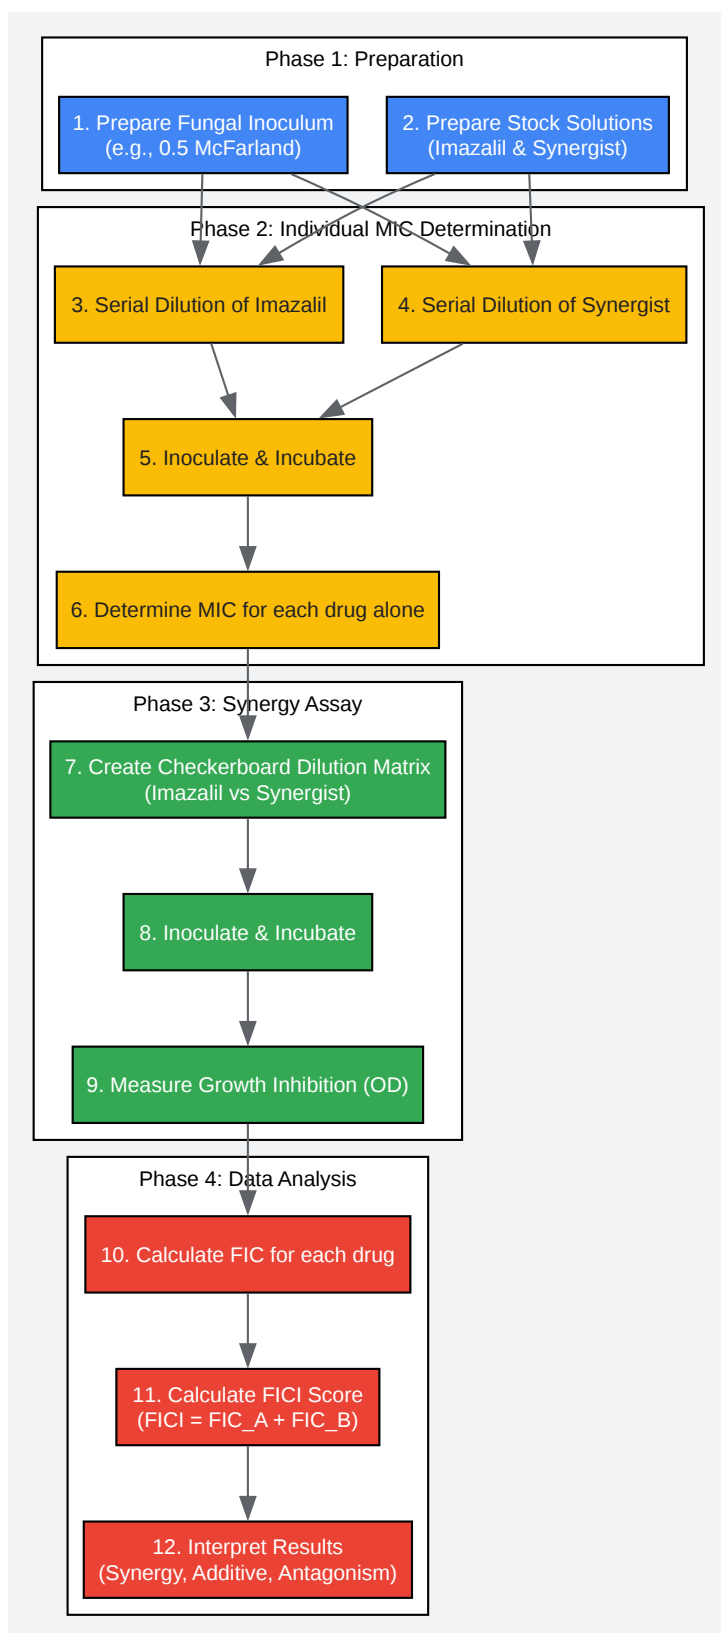 Phase 1: Preparation
1. Prepare Fungal Inoculum
(e.g., 0.5 McFarland)
2. Prepare Stock Solutions
(Imazalil & Synergist)
Phase 2: Individual MIC Determination
3. Serial Dilution of Imazalil
4. Serial Dilution of Synergist
5. Inoculate & Incubate
6. Determine MIC for each drug alone
Phase 3: Synergy Assay
7. Create Checkerboard Dilution Matrix
(Imazalil vs Synergist)
8. Inoculate & Incubate
9. Measure Growth Inhibition (OD)
Phase 4: Data Analysis
10. Calculate FIC for each drug
11. Calculate FICI Score
(FICI = FIC_A + FIC_B)
12. Interpret Results
(Synergy, Additive, Antagonism)